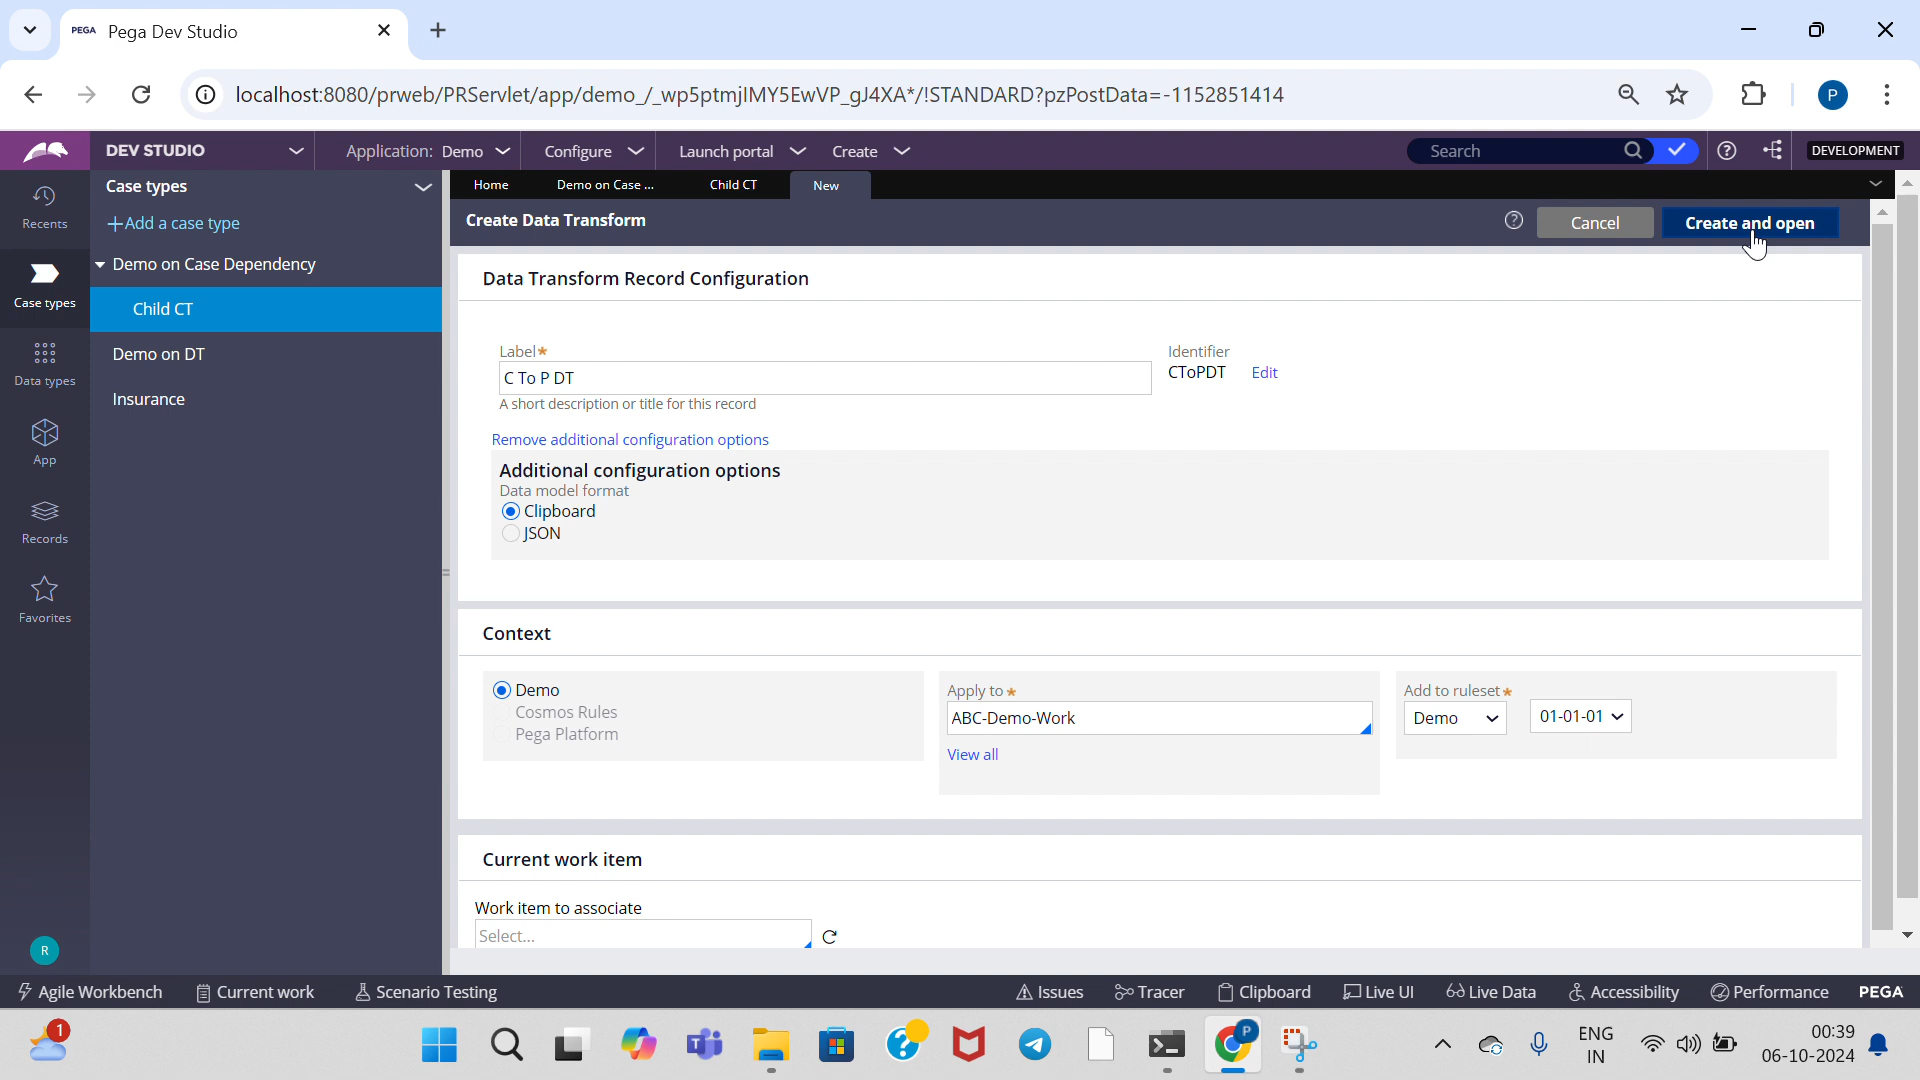 PEGA Pega Dev Studio
localhost:8080/prweb/PRServlet/app/demo_/_wp5ptmjlMY5EwVP_gJ4XA*/!STANDARD?pzPostData=-1152851414
P
DEV STUDIO
Application: Demo
Configure
Launch portal
Create
Search
DEVELOPMENT
Recents
Case types
Data types
App
Records
Favorites
R
Case types
+Add a case type
Demo on Case Dependency
Child CT
Demo on DT
Insurance
Home
Demo on Case ...
Child CT
New
Create Data Transform
Cancel
Create and open
Data Transform Record Configuration
Label*
C To P DT
A short description or title for this record
Identifier
CToPDT Edit
Remove additional configuration options
Additional configuration options
Data model format
Clipboard
JSON
Context
Demo
Cosmos Rules
Pega Platform
Apply to*
ABC-Demo-Work
View all
Add to ruleset*
Demo
01-01-01
Current work item
Work item to associate
Select...
Agile Workbench
Current work
Scenario Testing
Issues
Tracer
Clipboard
Live UI
Live Data
Accessibility
Performance
PEGA
1
P
ENG
IN
00:39
06-10-2024